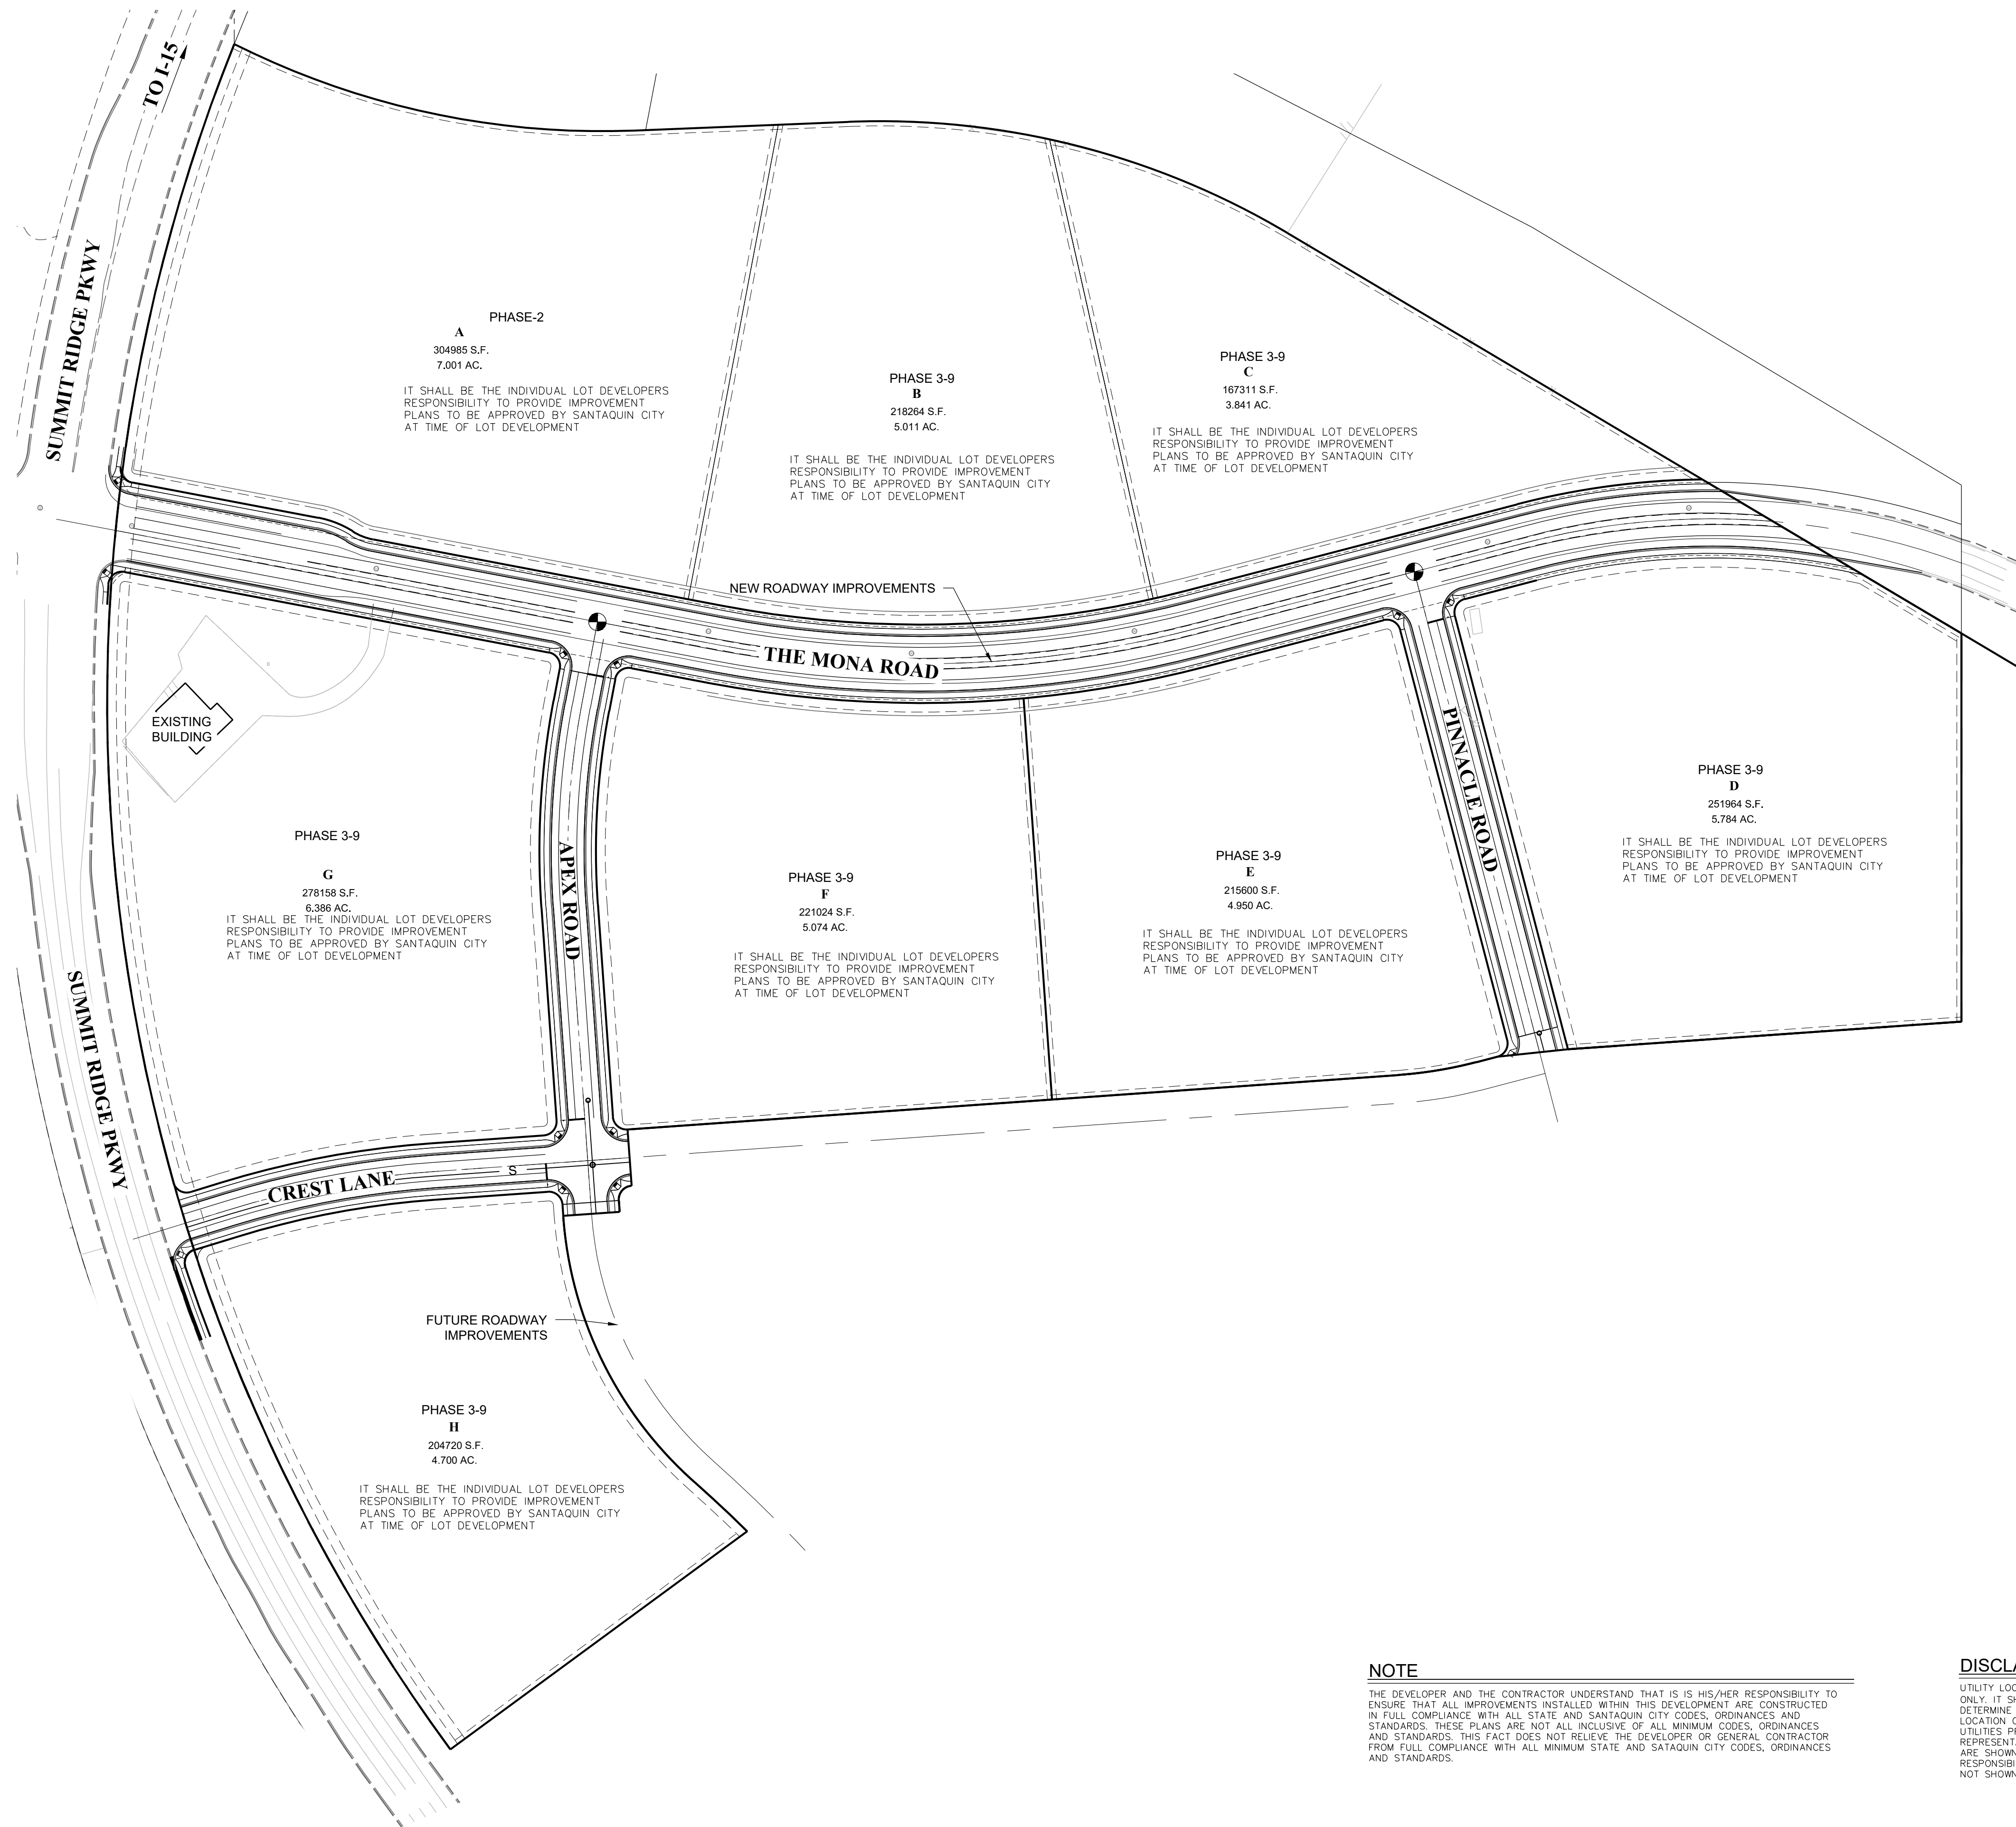 TO I-15
SUMMIT RIDGE PKWY
PHASE-2
A
304985 S.F.
7.001 AC.
IT SHALL BE THE INDIVIDUAL LOT DEVELOPERS
RESPONSIBILITY TO PROVIDE IMPROVEMENT
PLANS TO BE APPROVED BY SANTAQUIN CITY
AT TIME OF LOT DEVELOPMENT
PHASE 3-9
B
218264 S.F.
5.011 AC.
IT SHALL BE THE INDIVIDUAL LOT DEVELOPERS
RESPONSIBILITY TO PROVIDE IMPROVEMENT
PLANS TO BE APPROVED BY SANTAQUIN CITY
AT TIME OF LOT DEVELOPMENT
PHASE 3-9
C
167311 S.F.
3.841 AC.
IT SHALL BE THE INDIVIDUAL LOT DEVELOPERS
RESPONSIBILITY TO PROVIDE IMPROVEMENT
PLANS TO BE APPROVED BY SANTAQUIN CITY
AT TIME OF LOT DEVELOPMENT
NEW ROADWAY IMPROVEMENTS
THE MONA ROAD
EXISTING
BUILDING
PHASE 3-9
G
278158 S.F.
6.386 AC.
IT SHALL BE THE INDIVIDUAL LOT DEVELOPERS
RESPONSIBILITY TO PROVIDE IMPROVEMENT
PLANS TO BE APPROVED BY SANTAQUIN CITY
AT TIME OF LOT DEVELOPMENT
APEX ROAD
PHASE 3-9
F
221024 S.F.
5.074 AC.
IT SHALL BE THE INDIVIDUAL LOT DEVELOPERS
RESPONSIBILITY TO PROVIDE IMPROVEMENT
PLANS TO BE APPROVED BY SANTAQUIN CITY
AT TIME OF LOT DEVELOPMENT
PHASE 3-9
E
215600 S.F.
4.950 AC.
IT SHALL BE THE INDIVIDUAL LOT DEVELOPERS
RESPONSIBILITY TO PROVIDE IMPROVEMENT
PLANS TO BE APPROVED BY SANTAQUIN CITY
AT TIME OF LOT DEVELOPMENT
PINNACLE ROAD
PHASE 3-9
D
251964 S.F.
5.784 AC.
IT SHALL BE THE INDIVIDUAL LOT DEVELOPERS
RESPONSIBILITY TO PROVIDE IMPROVEMENT
PLANS TO BE APPROVED BY SANTAQUIN CITY
AT TIME OF LOT DEVELOPMENT
SUMMIT RIDGE PKWY
CREST LANE
S
FUTURE ROADWAY
IMPROVEMENTS
PHASE 3-9
H
204720 S.F.
4.700 AC.
IT SHALL BE THE INDIVIDUAL LOT DEVELOPERS
RESPONSIBILITY TO PROVIDE IMPROVEMENT
PLANS TO BE APPROVED BY SANTAQUIN CITY
AT TIME OF LOT DEVELOPMENT
NOTE
THE DEVELOPER AND THE CONTRACTOR UNDERSTAND THAT IS IS HIS/HER RESPONSIBILITY TO
ENSURE THAT ALL IMPROVEMENTS INSTALLED WITHIN THIS DEVELOPMENT ARE CONSTRUCTED
IN FULL COMPLIANCE WITH ALL STATE AND SANTAQUIN CITY CODES, ORDINANCES AND
STANDARDS. THESE PLANS ARE NOT ALL INCLUSIVE OF ALL MINIMUM CODES, ORDINANCES
AND STANDARDS. THIS FACT DOES NOT RELIEVE THE DEVELOPER OR GENERAL CONTRACTOR
FROM FULL COMPLIANCE WITH ALL MINIMUM STATE AND SATAQUIN CITY CODES, ORDINANCES
AND STANDARDS.
UTILITY
ONLY. IT
DETERMINE
LOCATION
UTILITIES
ARE SHOWN
NOT SHOWN